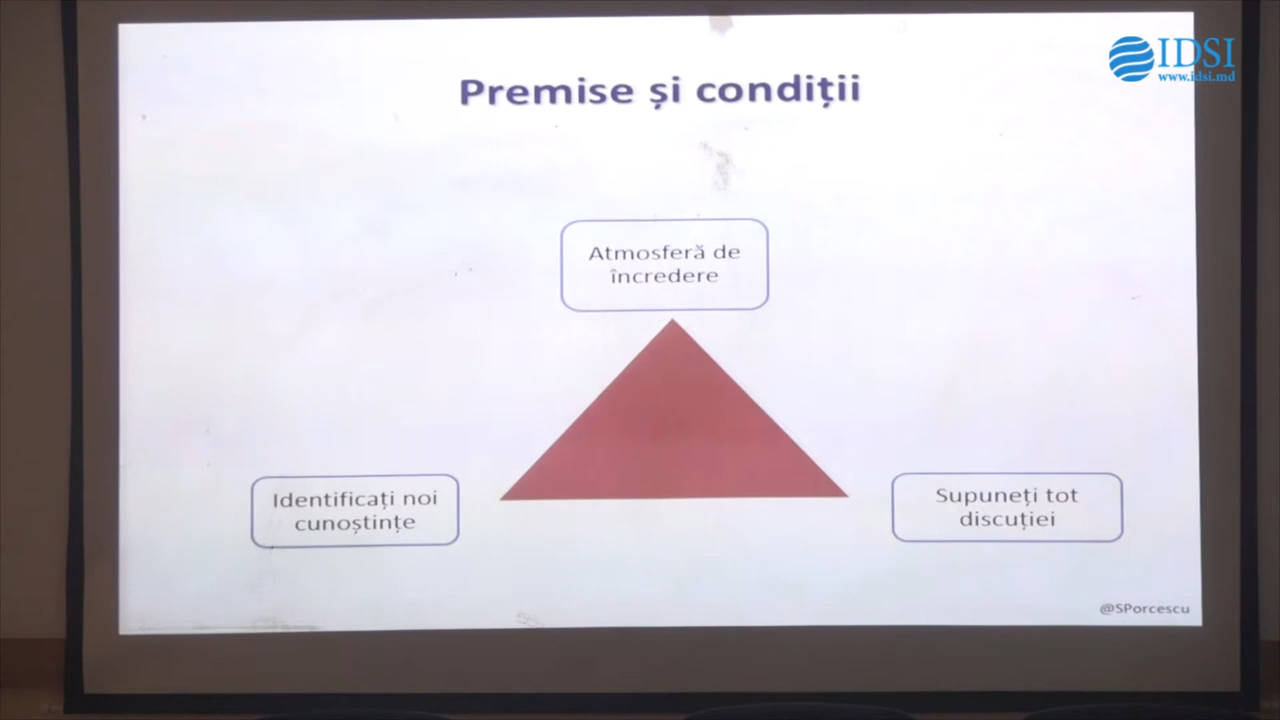 IDSI
www.idsi.md
Premise și condiții
Atmosferă de
încredere
Identificați noi
cunoștințe
Supuneți tot
discuției
@SPorcescu